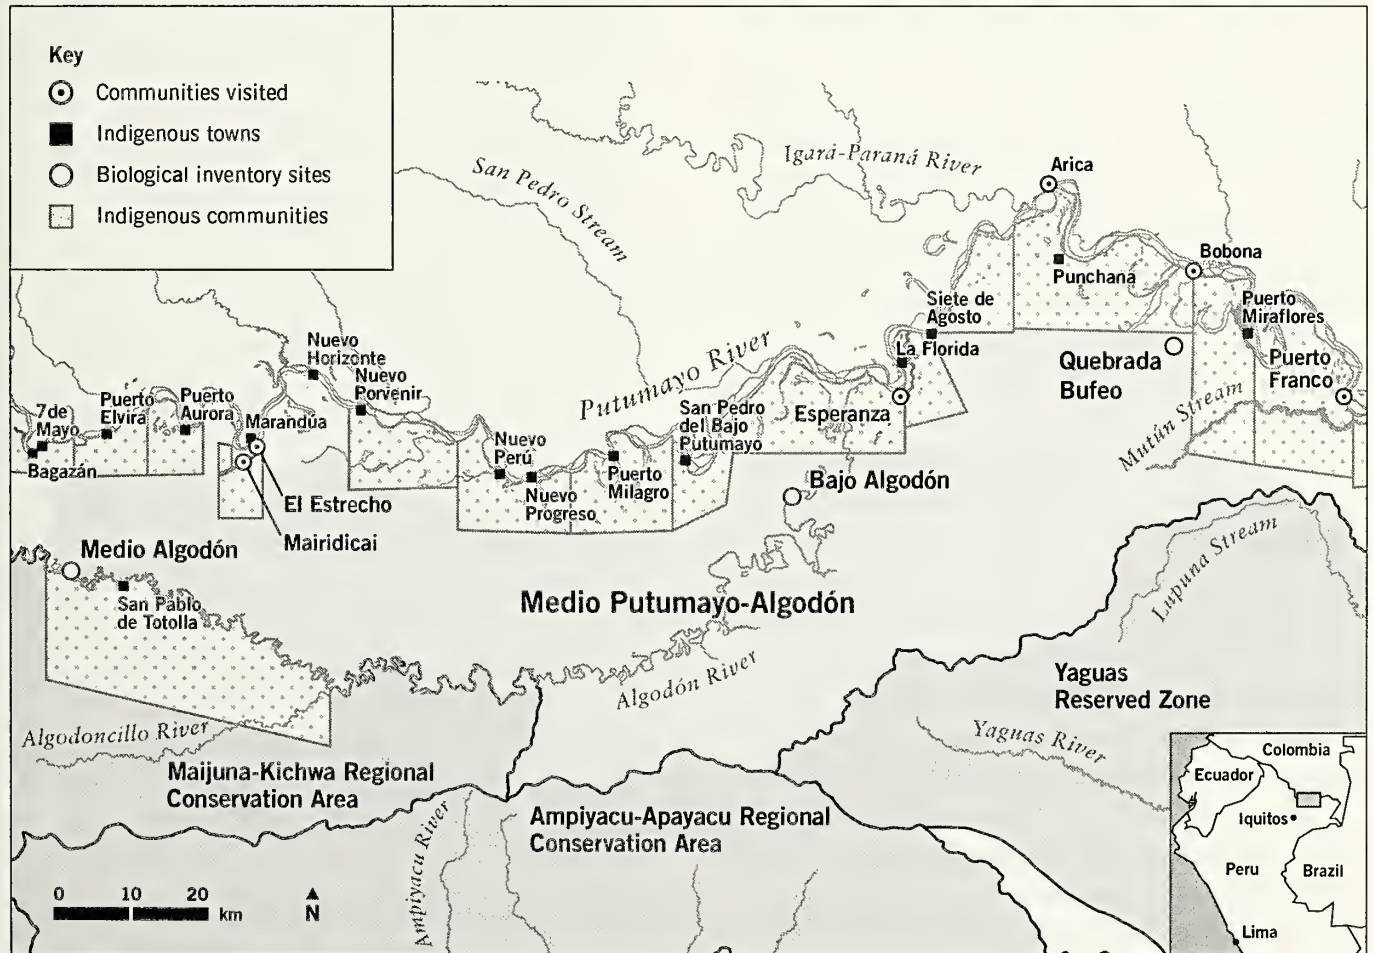 Key
Communities visited
Indigenous towns
Biological inventory sites
Indigenous communities
San Pedro Stream
Igará-Paraná River
Arica
Punchana
Bobona
Puerto
Miraflores
Puerto
Franco
Siete de
Agosto
La Florida
Quebrada
Bufeo
Mutún Stream
Putumayo River
Nuevo
Horizonte
Nuevo
Porvenir
Puerto
Elvira
Puerto
Aurora
7 de
Mayo
Bagazán
Marandúa
El Estrecho
Mairidicai
Nuevo
Perú
Nuevo
Progreso
Puerto
Milagro
San Pedro
del Bajo
Putumayo
Esperanza
Bajo Algodón
Medio Algodón
San Pablo
de Totolla
Medio Putumayo-Algodón
Lupuna Stream
Algodón River
Yaguas
Reserved Zone
Yaguas River
Algodoncillo River
Maijuna-Kichwa Regional
Conservation Area
Ampiyacu-Apayacu Regional
Conservation Area
Ampiyacu River
0 10 20
km
N
Colombia
Ecuador
Iquitos
Peru
Brazil
Lima